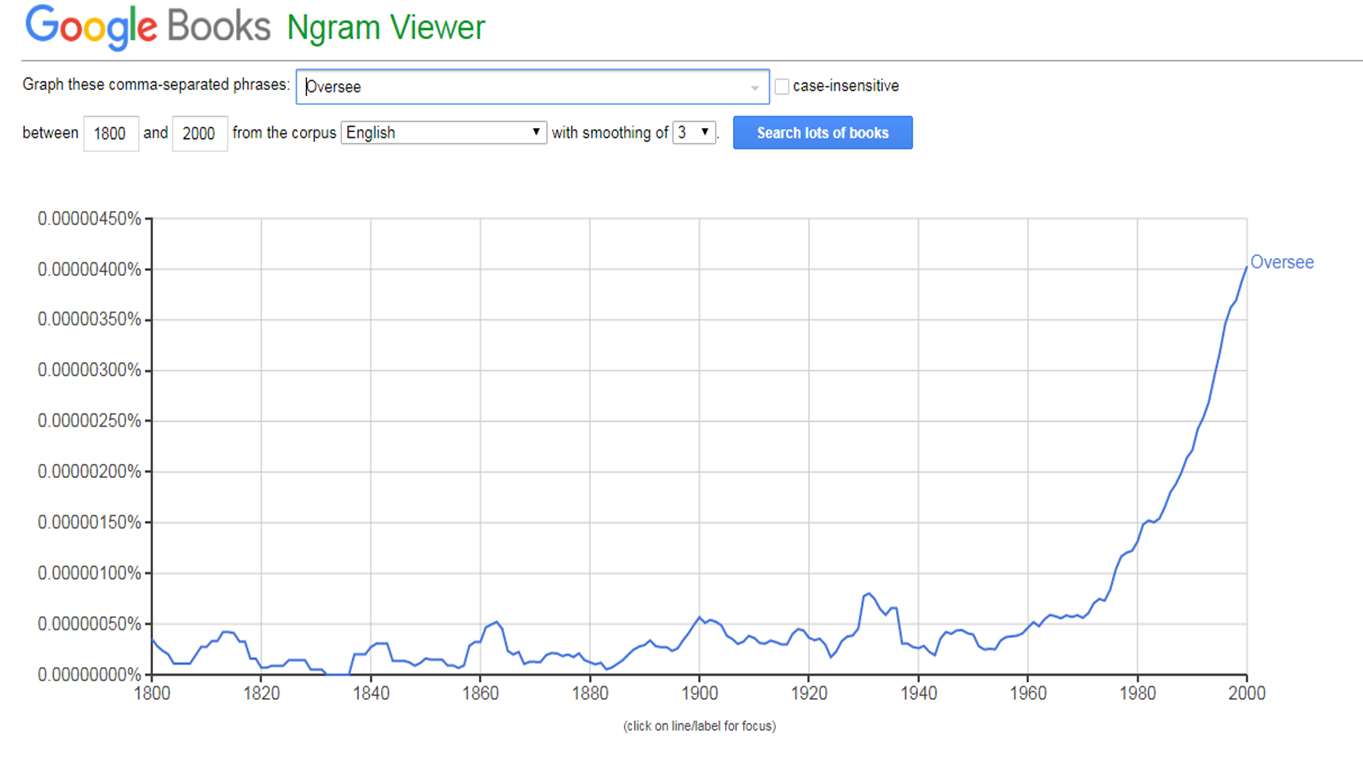 Google Books Ngram Viewer
Graph these comma-separated phrases: Oversee case-insensitive
between 1800 and 2000 from the corpus English with smoothing of 3. Search lots of books
0.00000450%
0.00000400%
Oversee
0.00000350%
0.00000300%
0.00000250%
0.00000200%
0.00000150%
0.00000100%
0.00000050%
0.00000000%
1800 1820 1840 1860 1880 1900 1920 1940 1960 1980 2000
(click on line/label for focus)